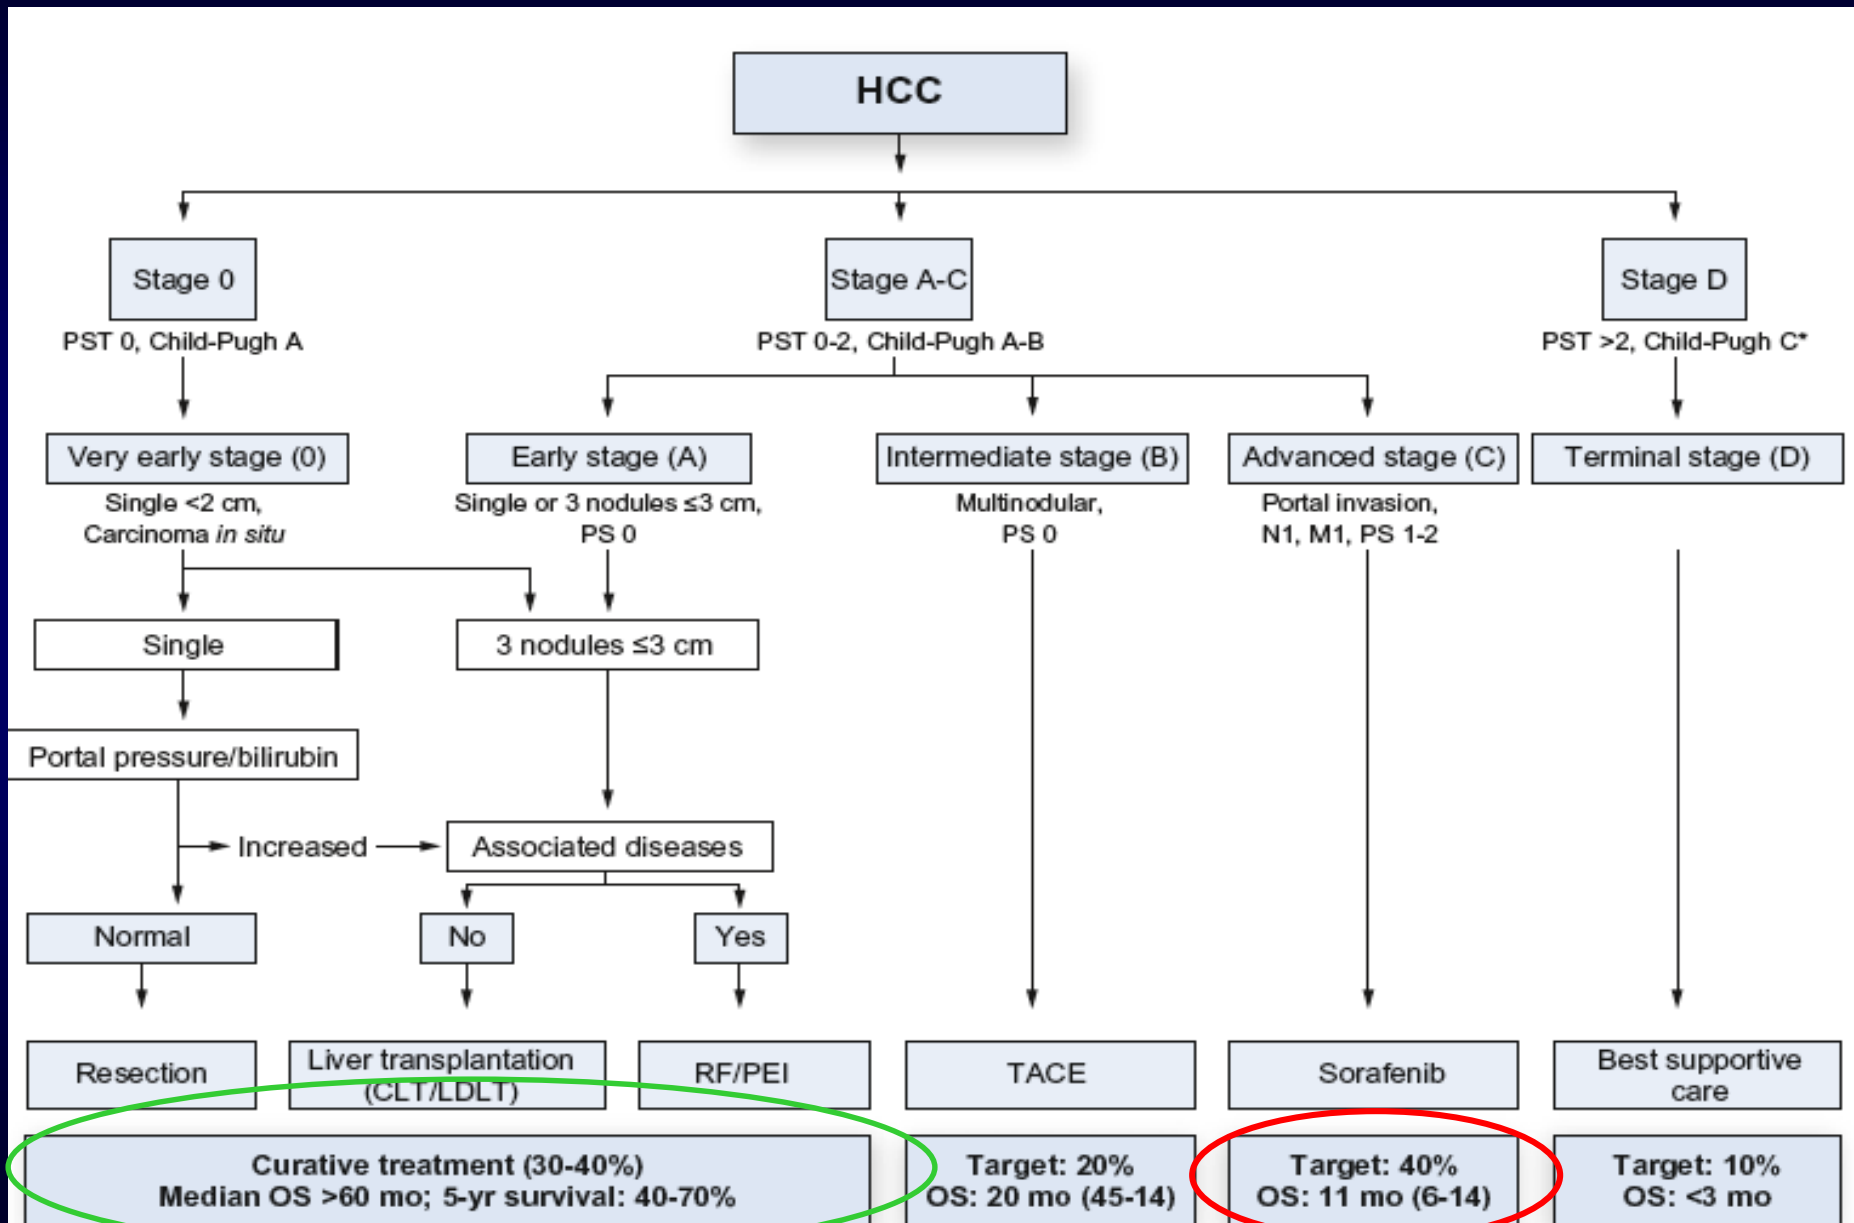 HCC
Stage 0
Stage A-C
Stage D
PST 0, Child-Pugh A
PST 0-2, Child-Pugh A-B
PST >2, Child-Pugh C*
Very early stage (0)
Early stage (A)
Intermediate stage (B)
Advanced stage (C)
Terminal stage (D)
Single <2 cm,
Carcinoma in situ
Single or 3 nodules ≤3 cm,
PS 0
Multinodular,
PS 0
Portal invasion,
N1, M1, PS 1-2
Single
3 nodules ≤3 cm
Portal pressure/bilirubin
Increased
Associated diseases
Normal
No
Yes
Resection
Liver transplantation
(CLT/LDLT)
RF/PEI
TACE
Sorafenib
Best supportive
care
Curative treatment (30-40%)
Median OS >60 mo; 5-yr survival: 40-70%
Target: 20%
OS: 20 mo (45-14)
Target: 40%
OS: 11 mo (6-14)
Target: 10%
OS: <3 mo